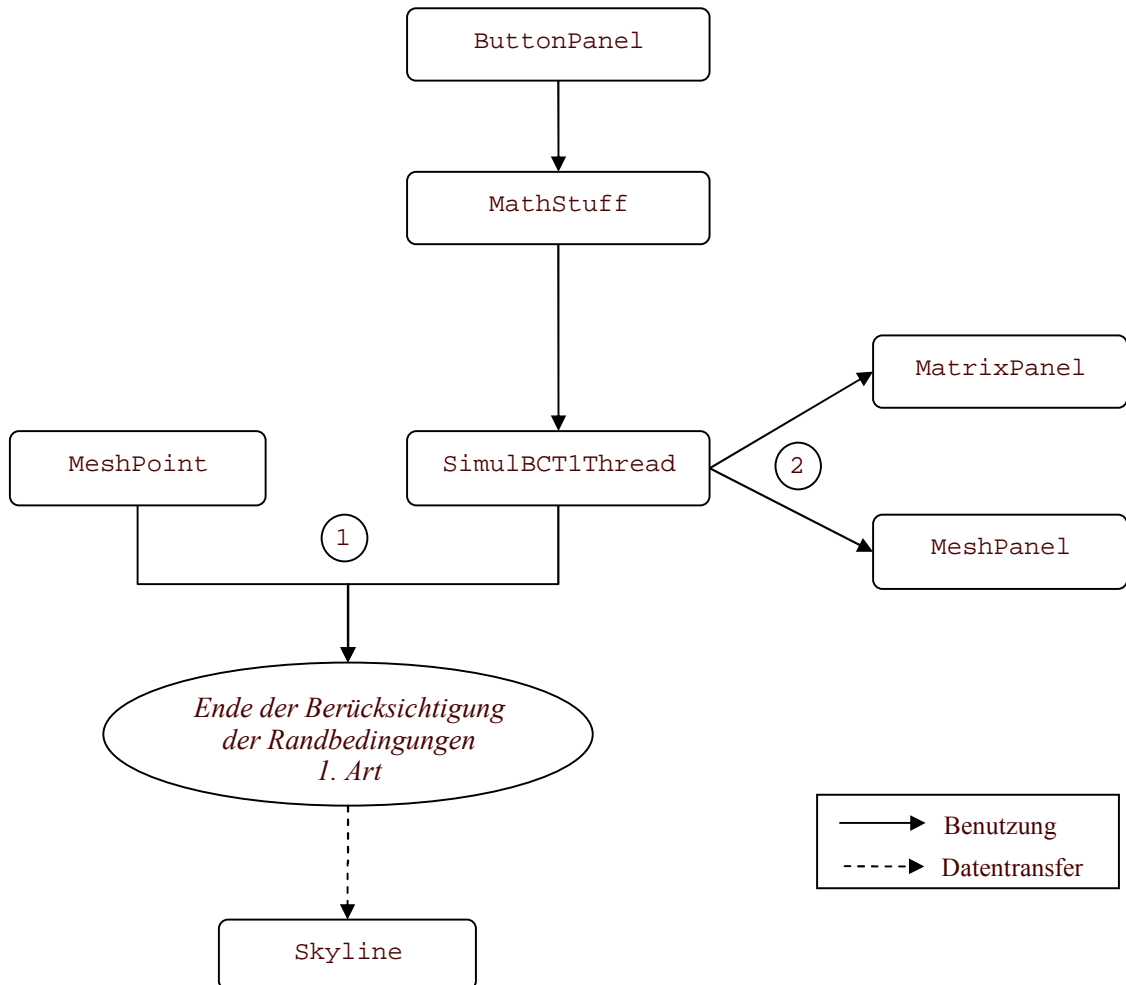 ButtonPanel
MathStuff
MatrixPanel
MeshPoint
SimulBCT1Thread
2
MeshPanel
1
Ende der Berücksichtigung
der Randbedingungen
1. Art
Benutzung
Datentransfer
Skyline